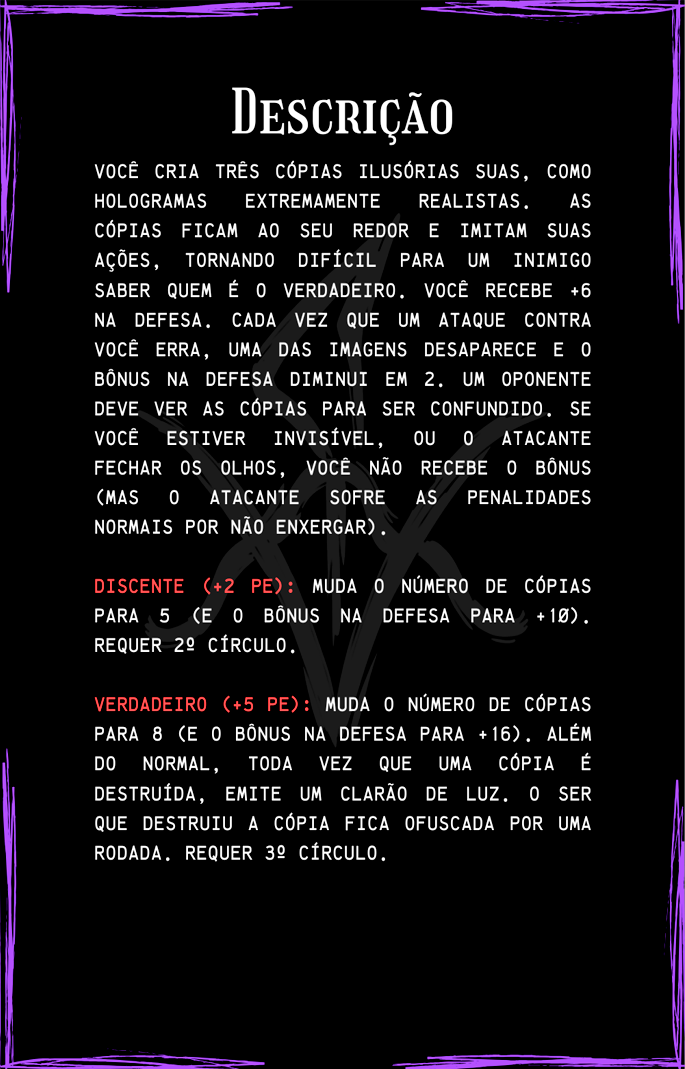 Descrição
VOCÊ CRIA TRÊS CÓPIAS ILUSÓRIAS SUAS, COMO
HOLOGRAMAS EXTREMAMENTE REALISTAS. AS
CÓPIAS FICAM AO SEU REDOR E IMITAM SUAS
AÇÕES, TORNANDO DIFÍCIL PARA UM INIMIGO
SABER QUEM É O VERDADEIRO. VOCÊ RECEBE +6
NA DEFESA. CADA VEZ QUE UM ATAQUE CONTRA
VOCÊ ERRA, UMA DAS IMAGENS DESAPARECE E O
BÔNUS NA DEFESA DIMINUI EM 2. UM OPONENTE
DEVE VER AS CÓPIAS PARA SER CONFUNDIDO. SE
VOCÊ ESTIVER INVISÍVEL, OU O ATACANTE
FECHAR OS OLHOS, VOCÊ NÃO RECEBE O BÔNUS
(MAS O ATACANTE SOFRE AS PENALIDADES
NORMAIS POR NÃO ENXERGAR).
DISCENTE (+2 PE): MUDA O NÚMERO DE CÓPIAS
PARA 5 (E O BÔNUS NA DEFESA PARA +10).
REQUER 2º CÍRCULO.
VERDADEIRO (+5 PE): MUDA O NÚMERO DE CÓPIAS
PARA 8 (E O BÔNUS NA DEFESA PARA +16). ALÉM
DO NORMAL, TODA VEZ QUE UMA CÓPIA É
DESTRUÍDA, EMITE UM CLARÃO DE LUZ. O SER
QUE DESTRUIU A CÓPIA FICA OFUSCADA POR UMA
RODADA. REQUER 3º CÍRCULO.